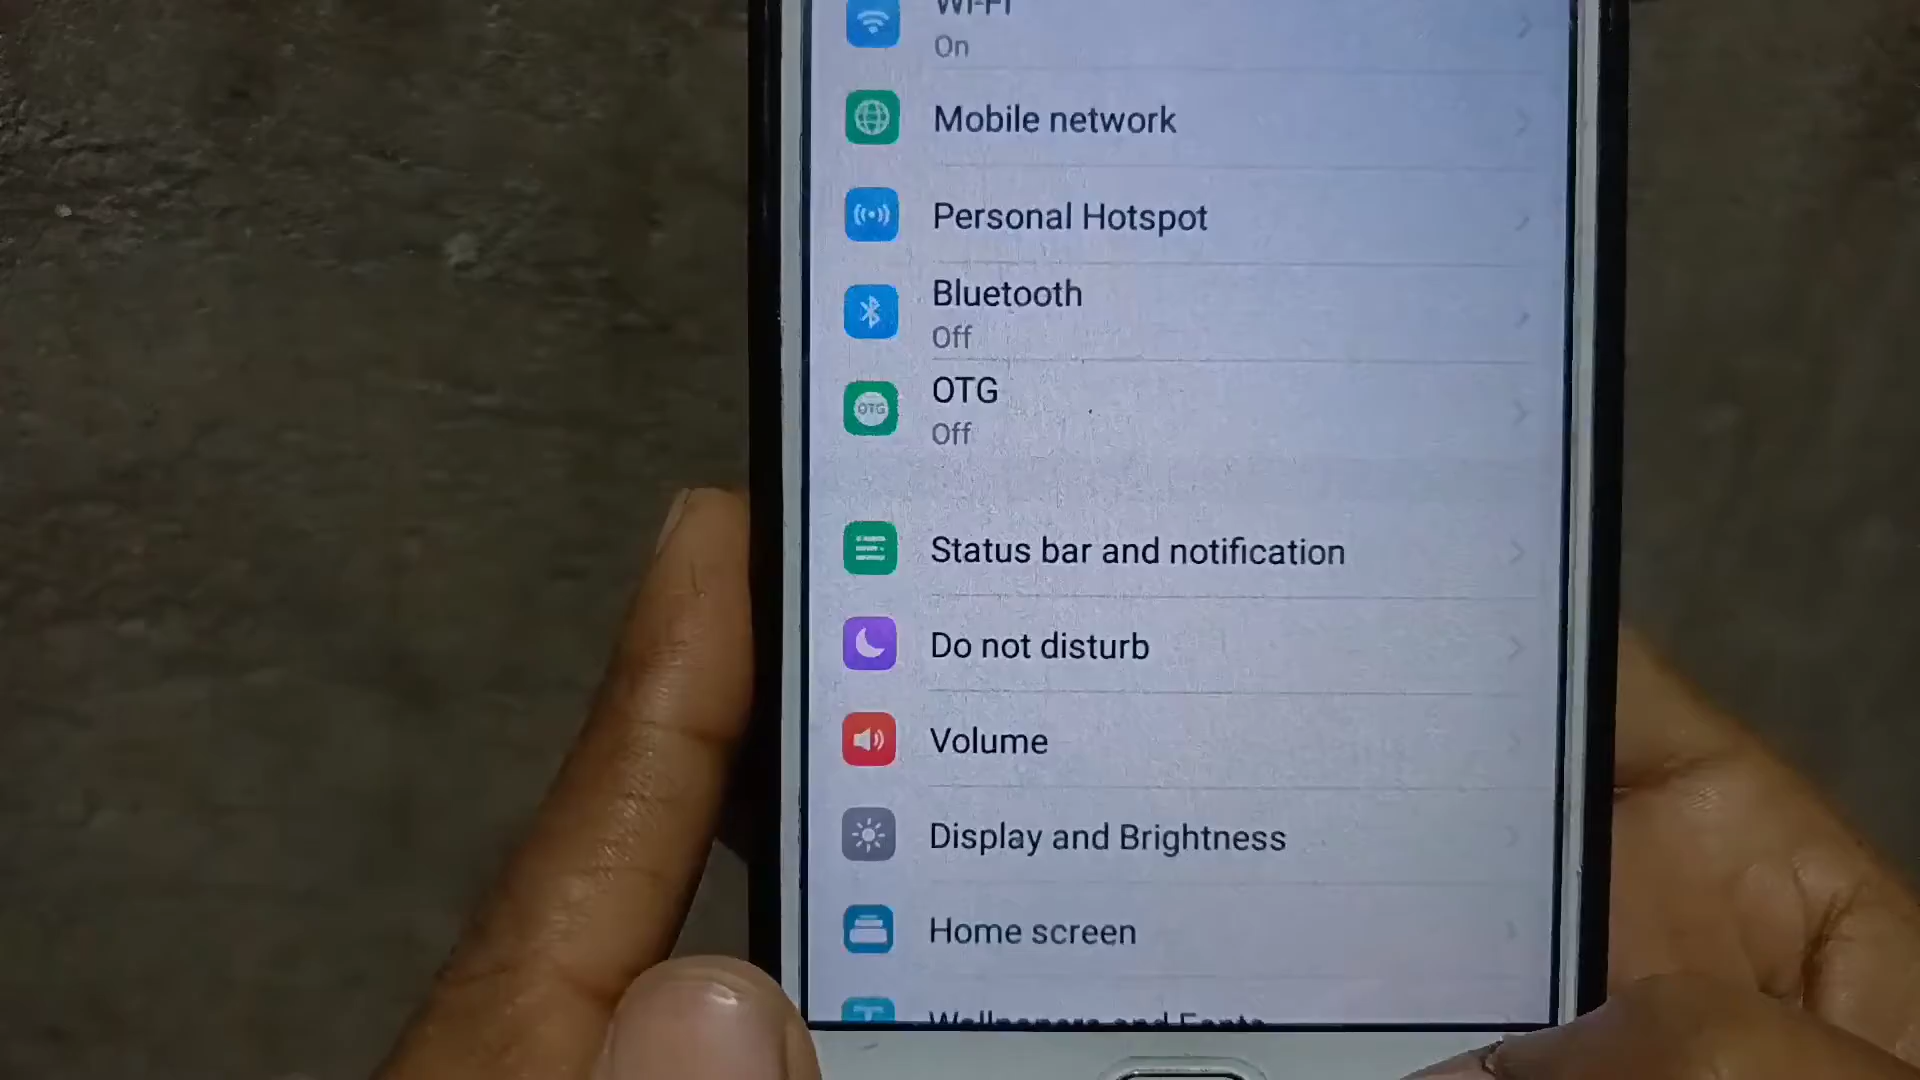 Wi-Fi
On
Mobile network
Personal Hotspot
Bluetooth
Off
OTG
OTG
Off
Status bar and notification
Do not disturb
Volume
Display and Brightness
Home screen
Wallpapers and Fonts